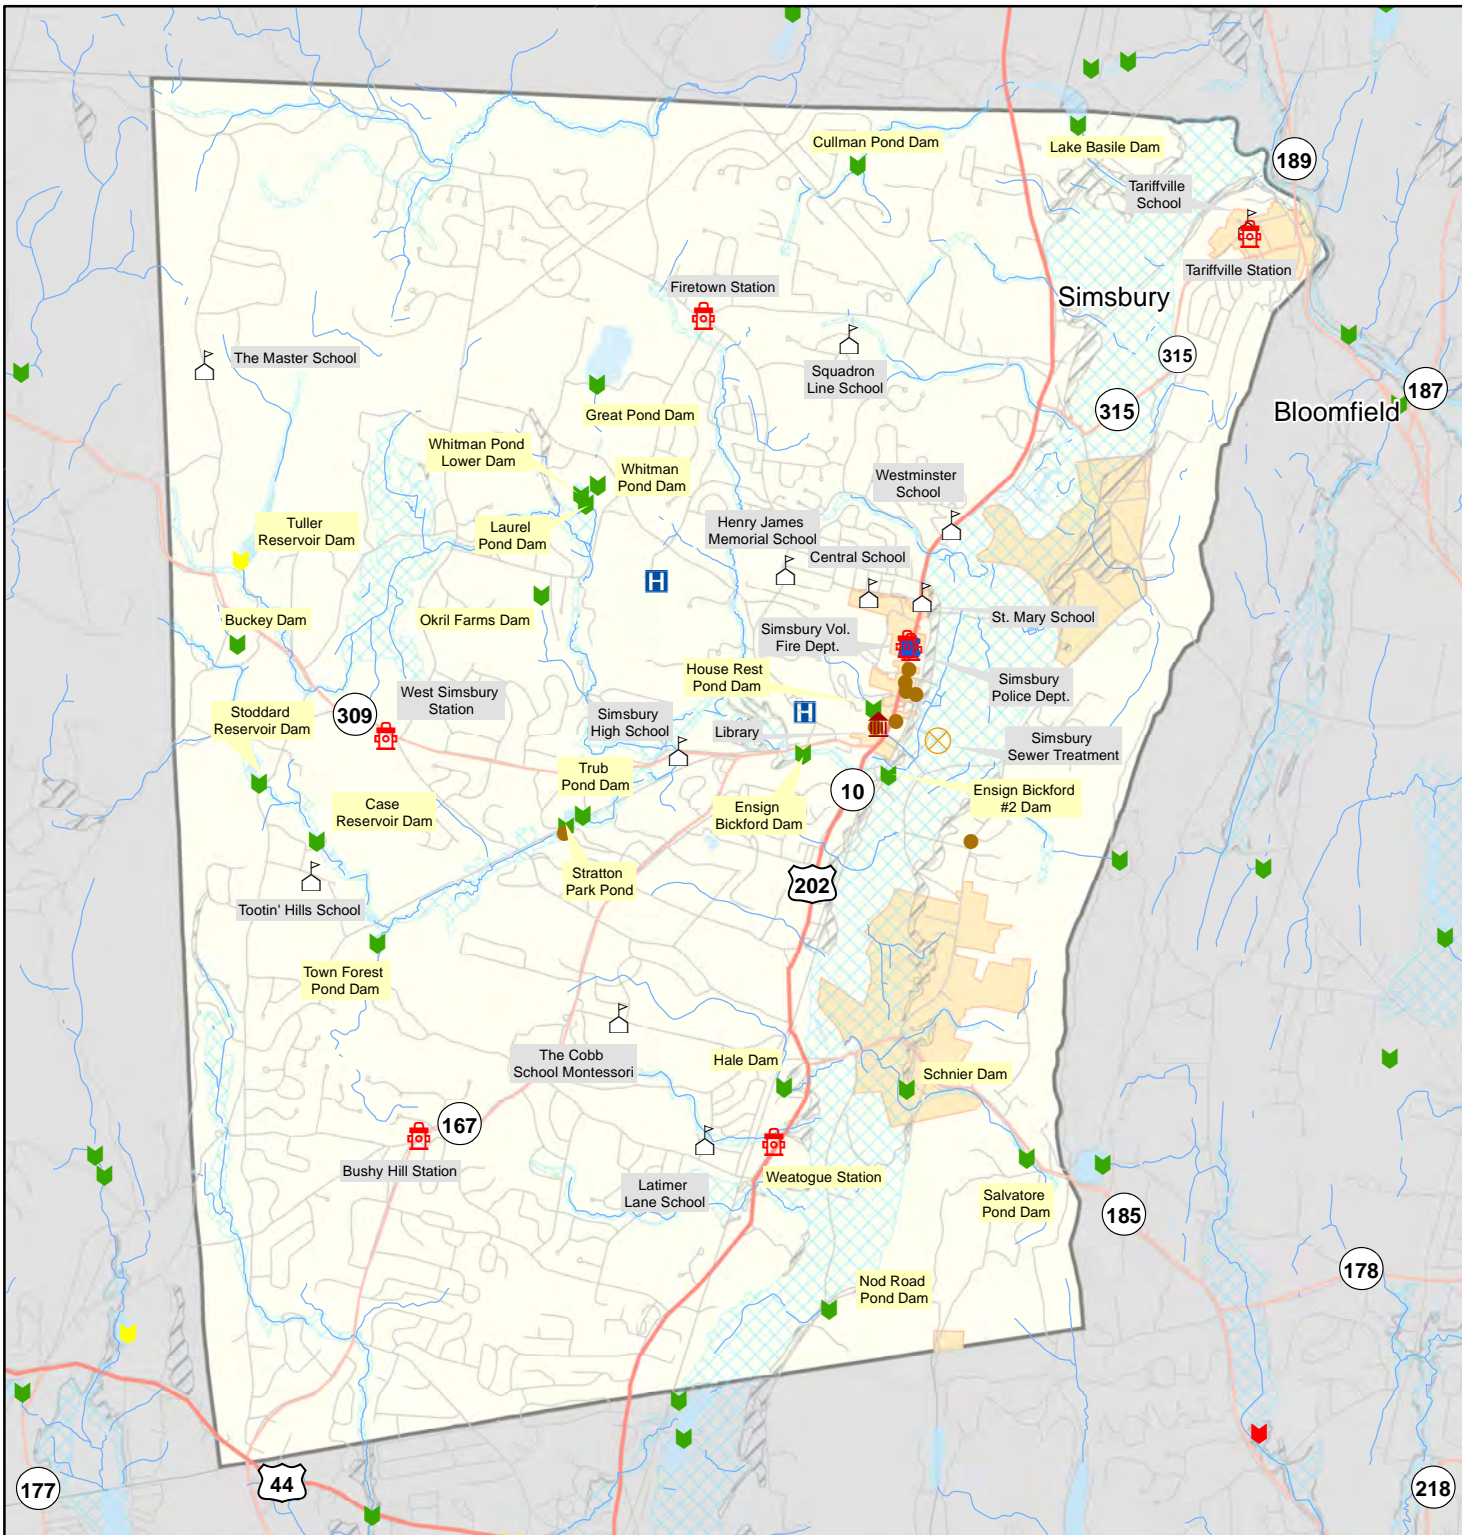 Cullman Pond Dam
Lake Basile Dam
189
Tariffville
School
Tariffville Station
Firetown Station
Simsbury
The Master School
Squadron
Line School
315
315
187
Bloomfield
Great Pond Dam
Whitman Pond
Lower Dam
Whitman
Pond Dam
Westminster
School
Tuller
Reservoir Dam
Laurel
Pond Dam
Henry James
Memorial School
Central School
H
Buckey Dam
Okril Farms Dam
St. Mary School
Simsbury Vol.
Fire Dept.
House Rest
Pond Dam
Simsbury
Police Dept.
West Simsbury
Station
309
Stoddard
Reservoir Dam
Simsbury
High School
H
Library
Simsbury
Sewer Treatment
Trub
Pond Dam
10
Ensign Bickford
#2 Dam
Case
Reservoir Dam
Ensign
Bickford Dam
Stratton
Park Pond
202
Tootin' Hills School
Town Forest
Pond Dam
The Cobb
School Montessori
Hale Dam
Schnier Dam
167
Bushy Hill Station
Latimer
Lane School
Weatogue Station
Salvatore
Pond Dam
185
178
Nod Road
Pond Dam
177
44
218